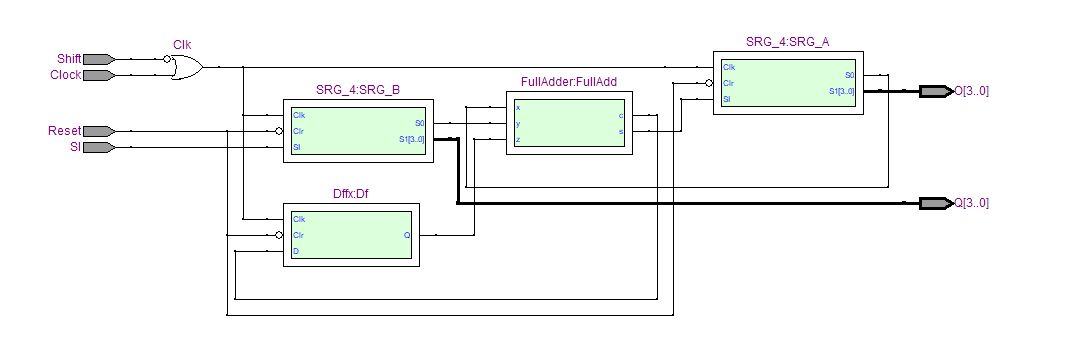 Clk
Shift
Clock
Reset
SI
SRG_4:SRG_B
Clk
Clr
SI
S0
S1[3..0]
Dffx:Df
Clk
Clr
D
Q
FullAdder:FullAdd
x
y
z
c
s
SRG_4:SRG_A
Clk
Clr
SI
S0
S1[3..0]
O[3..0]
Q[3..0]